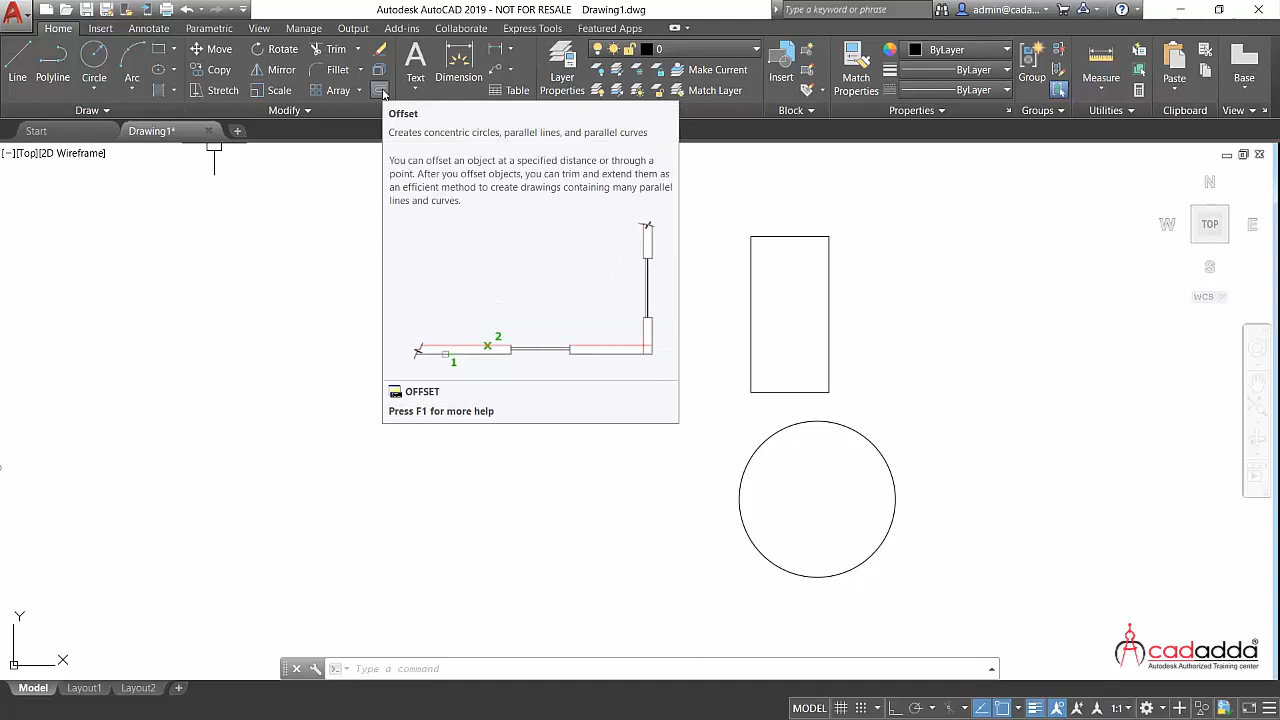 Autodesk AutoCAD 2019 - NOT FOR RESALE Drawing1.dwg
Type a keyword or phrase
admin@cada...
Home Insert Annotate Parametric View Manage Output Add-ins Collaborate Express Tools Featured Apps
Line Polyline Circle Arc
Move Rotate Trim
Copy Mirror Fillet
Stretch Scale Array
Text Dimension Table
Layer Properties
0
Make Current
Match Layer
Insert
Match Properties
ByLayer
ByLayer
ByLayer
Group Measure Paste Base
Draw Modify Block Properties Groups Utilities Clipboard View
Start Drawing1*
[−][Top][2D Wireframe]
Offset
Creates concentric circles, parallel lines, and parallel curves
You can offset an object at a specified distance or through a
point. After you offset objects, you can trim and extend them as
an efficient method to create drawings containing many parallel
lines and curves.
2
1
OFFSET
Press F1 for more help
N
W TOP E
S
WCS
Y
X
Type a command
cadadda®
Autodesk Authorized Training center
Model Layout1 Layout2
MODEL 1:1